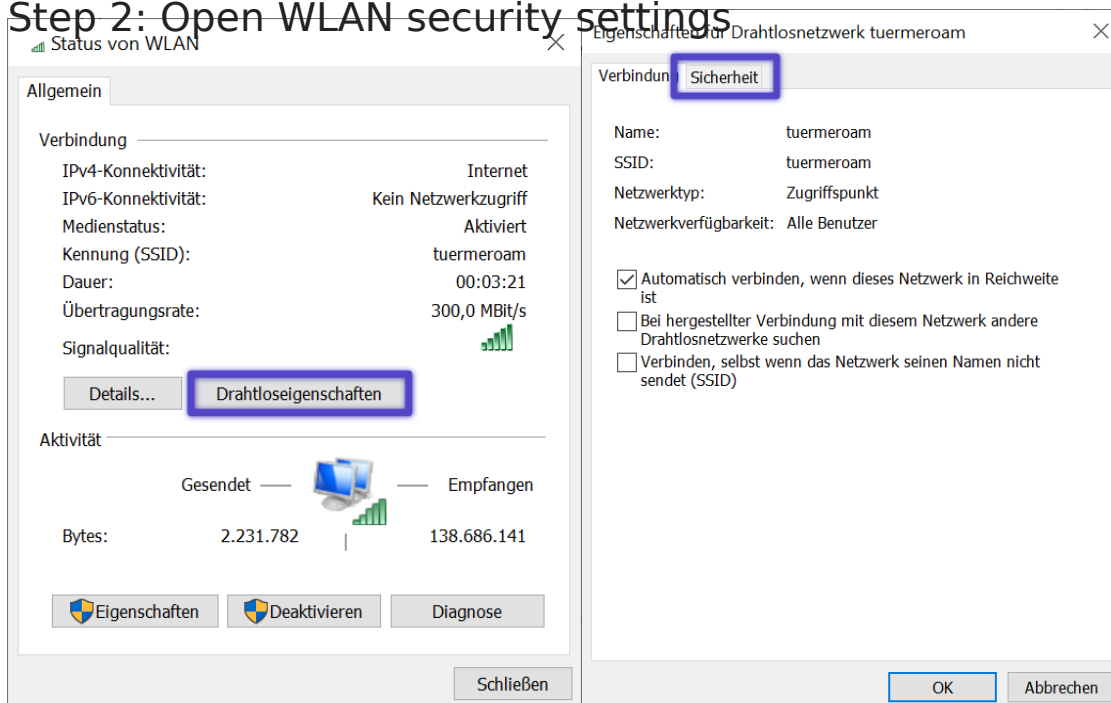 Step 2: Open WLAN security settings
Status von WLAN
Allgemein
Verbindung
IPv4-Konnektivität: Internet
IPv6-Konnektivität: Kein Netzwerkzugriff
Medienstatus: Aktiviert
Kennung (SSID): tuermeroam
Dauer: 00:03:21
Übertragungsrate: 300,0 MBit/s
Signalqualität:
Details... Drahtloseigenschaften
Aktivität
Gesendet Empfangen
Bytes: 2.231.782 138.686.141
Eigenschaften Deaktivieren Diagnose
Schließen
Eigenschaften für Drahtlosnetzwerk tuermeroam
Verbindung Sicherheit
Name: tuermeroam
SSID: tuermeroam
Netzwerktyp: Zugriffspunkt
Netzwerkverfügbarkeit: Alle Benutzer
Automatisch verbinden, wenn dieses Netzwerk in Reichweite
ist
Bei hergestellter Verbindung mit diesem Netzwerk andere
Drahtlosnetzwerke suchen
Verbinden, selbst wenn das Netzwerk seinen Namen nicht
sendet (SSID)
OK Abbrechen